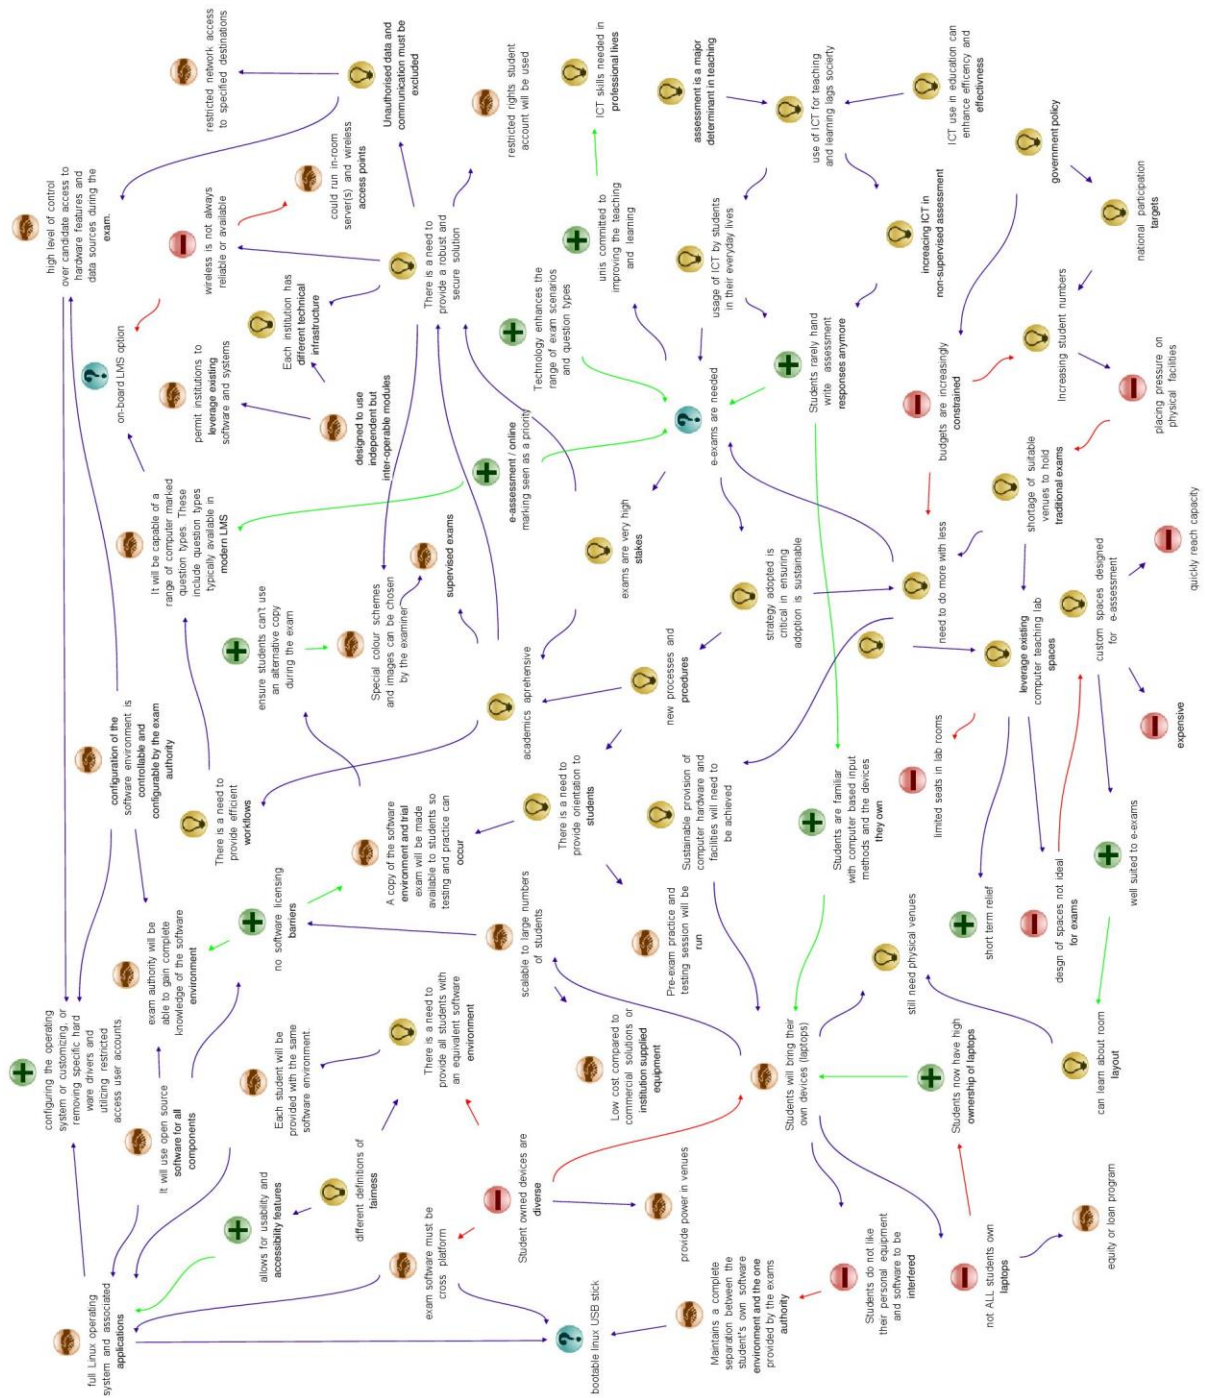 high level of control
over candidate access to
hardware features and
data sources during the
exam.
restricted network access
to specified destinations
Unauthorised data and
communication must be
excluded
could run in-room
server(s) and wireless
access points
wireless is not always
reliable or available
on-board LMS option
Each institution has
different technical
infrastructure
permit institutions to
leverage existing
software and systems
designed to use
independent but
inter-operable modules
There is a need to
provide a robust and
secure solution
restricted rights student
account will be used
ICT skills needed in
professional lives
assessment is a major
determinant in teaching
use of ICT for teaching
and learning lags socierty
ICT use in education can
enhance efficency and
effectivness
government policy
national participation
targets
increacing ICT in
non-supervised assessment
usage of ICT by students
in their everyday lives
unis committed to
improving the teaching
and learning
Technology enhances the
range of exam scenarios
and question types
e-assessment / online
marking seen as a priority
Students rarely hand
write assessment
responses anymore
e-exams are needed
budgets are increasingly
constrained
Increasing student numbers
placing pressure on
physical facilities
shortage of suitable
venues to hold
traditional exams
need to do more with less
quickly reach capacity
custom spaces designed
for e-assessment
expensive
leverage existing
computer teaching lab
spaces
limited seats in lab rooms
short term relief
desgn of spaces not ideal
for exams
well suited to e-exams
can learn about room
layout
strategy adopted is
critical in ensuring
adoption is sustainable
exams arre very high
stakes
new processes and
prcedures
academics aprehensive
supervised exams
Special colour schemes
and images can be chosen
by the examiner
ensure students can't use
an alternative copy
during the exam
It will be capable of a
range of computer marked
question types. These
include question types
typically available in
modern LMS
configuration of the
software environment is
controllable and
configurable by the exam
authority
There is a need to
provide efficient
workflows
A copy of the software
environment and trial
exam will be made
available to students so
testing and practice can
occur
There is a need to
provide orientation to
students
Sustainable provision of
computer hardware and
facilities will need to
be achieved
Students are familiar
with computer based input
methods and the devices
they own
Pre-exam practice and
testing session will be
run
scalable to large numbers
of students
no software licensing
barriers
exam authority will be
able to gain complete
knowledge of the software
environment
configuring the operating
system or customizing, or
removing specific hard
ware drivers and
utilizing restricted
access user accounts
It will use open source
software for all
components
Each student will be
provided with the same
software environment
There is a need to
provide all students with
an equivalent software
environment
Low cost compared to
commercial solutions or
institution supplied
equipment
Students will bring their
own devices (laptops)
still need physical venues
Students now have high
ownership of laptops
allows for usability and
accessibility features
different definitions of
fairness
Student owned devices are
diverse
provide power in venues
exam software must be
cross platform
full Linux operating
system and associated
applications
bootable linux USB stick
Maintains a complete
separation between the
student's own software
environment and the one
provided by the exams
authority
Students do not like
their personal equipment
and software to be
interfered
not ALL students own
laptops
equity or loan program